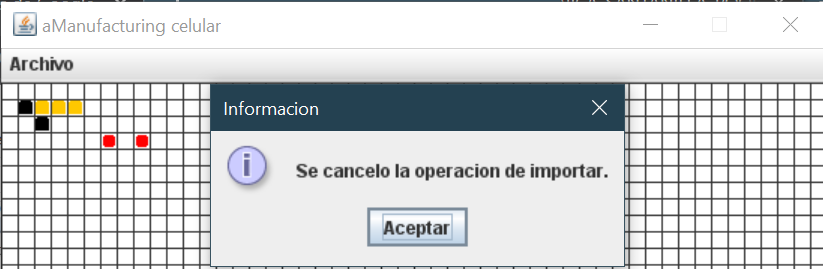 aManufacturing celular
Archivo
Informacion
Se cancelo la operacion de importar.
Aceptar